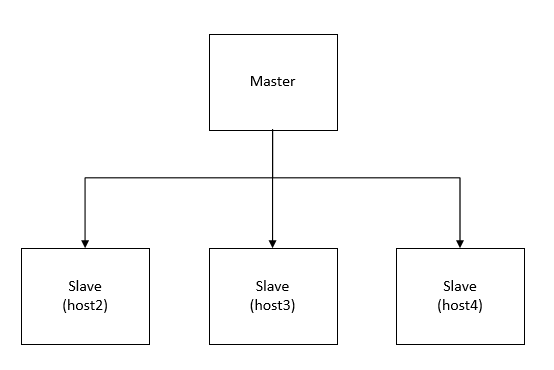 Master
Slave
(host2)
Slave
(host3)
Slave
(host4)